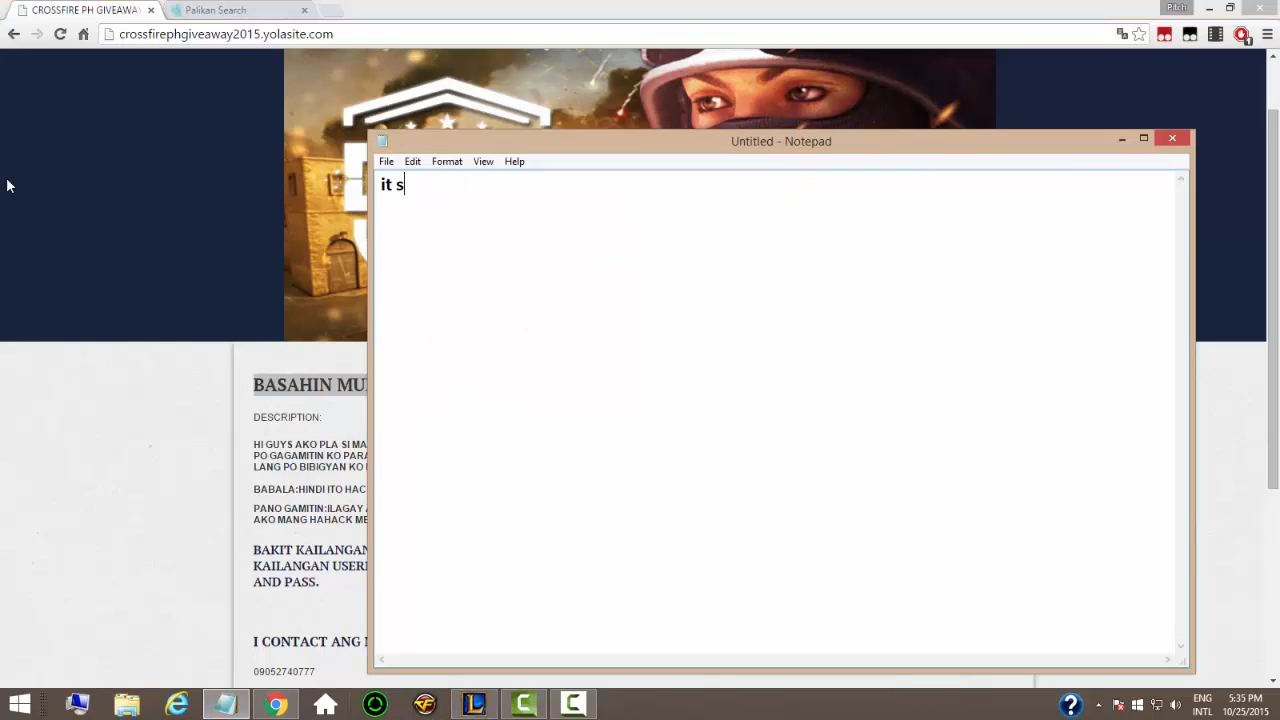 CROSSFIRE PH GIVEAWA
Palikan Search
Pitch
crossfirephgiveaway2015.yolasite.com
Untitled - Notepad
File Edit Format View Help
it s
BASAHIN MU
DESCRIPTION:
HI GUYS AKO PLA SI MA
PO GAGAMITIN KO PARA
LANG PO BIBIGYAN KO
BABALA:HINDI ITO HAC
PANO GAMITIN:ILAGAY
AKO MANG HAHACK ME
BAKIT KAILANGAN
KAILANGAN USER
AND PASS.
I CONTACT ANG
09052740777
ENG
INTL
5:35 PM
10/25/2015